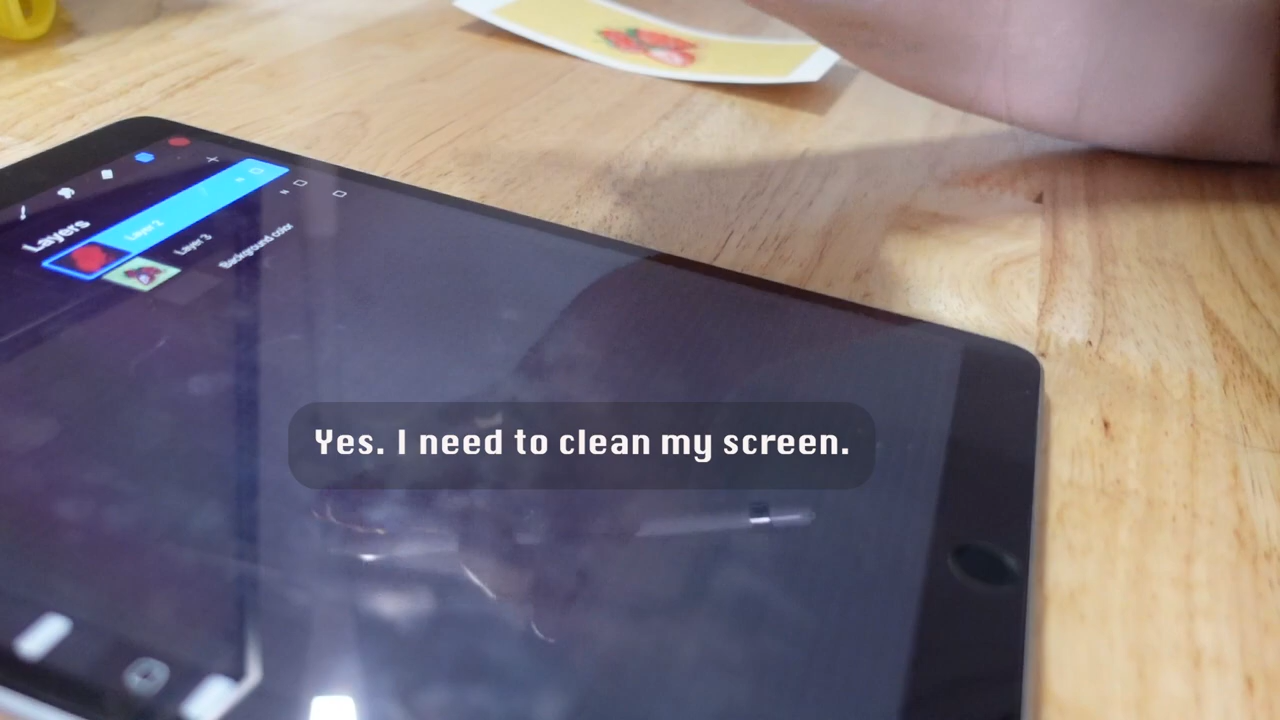 Layers
Layer 2
N
Layer 3
N
Background color
Yes. I need to clean my screen.